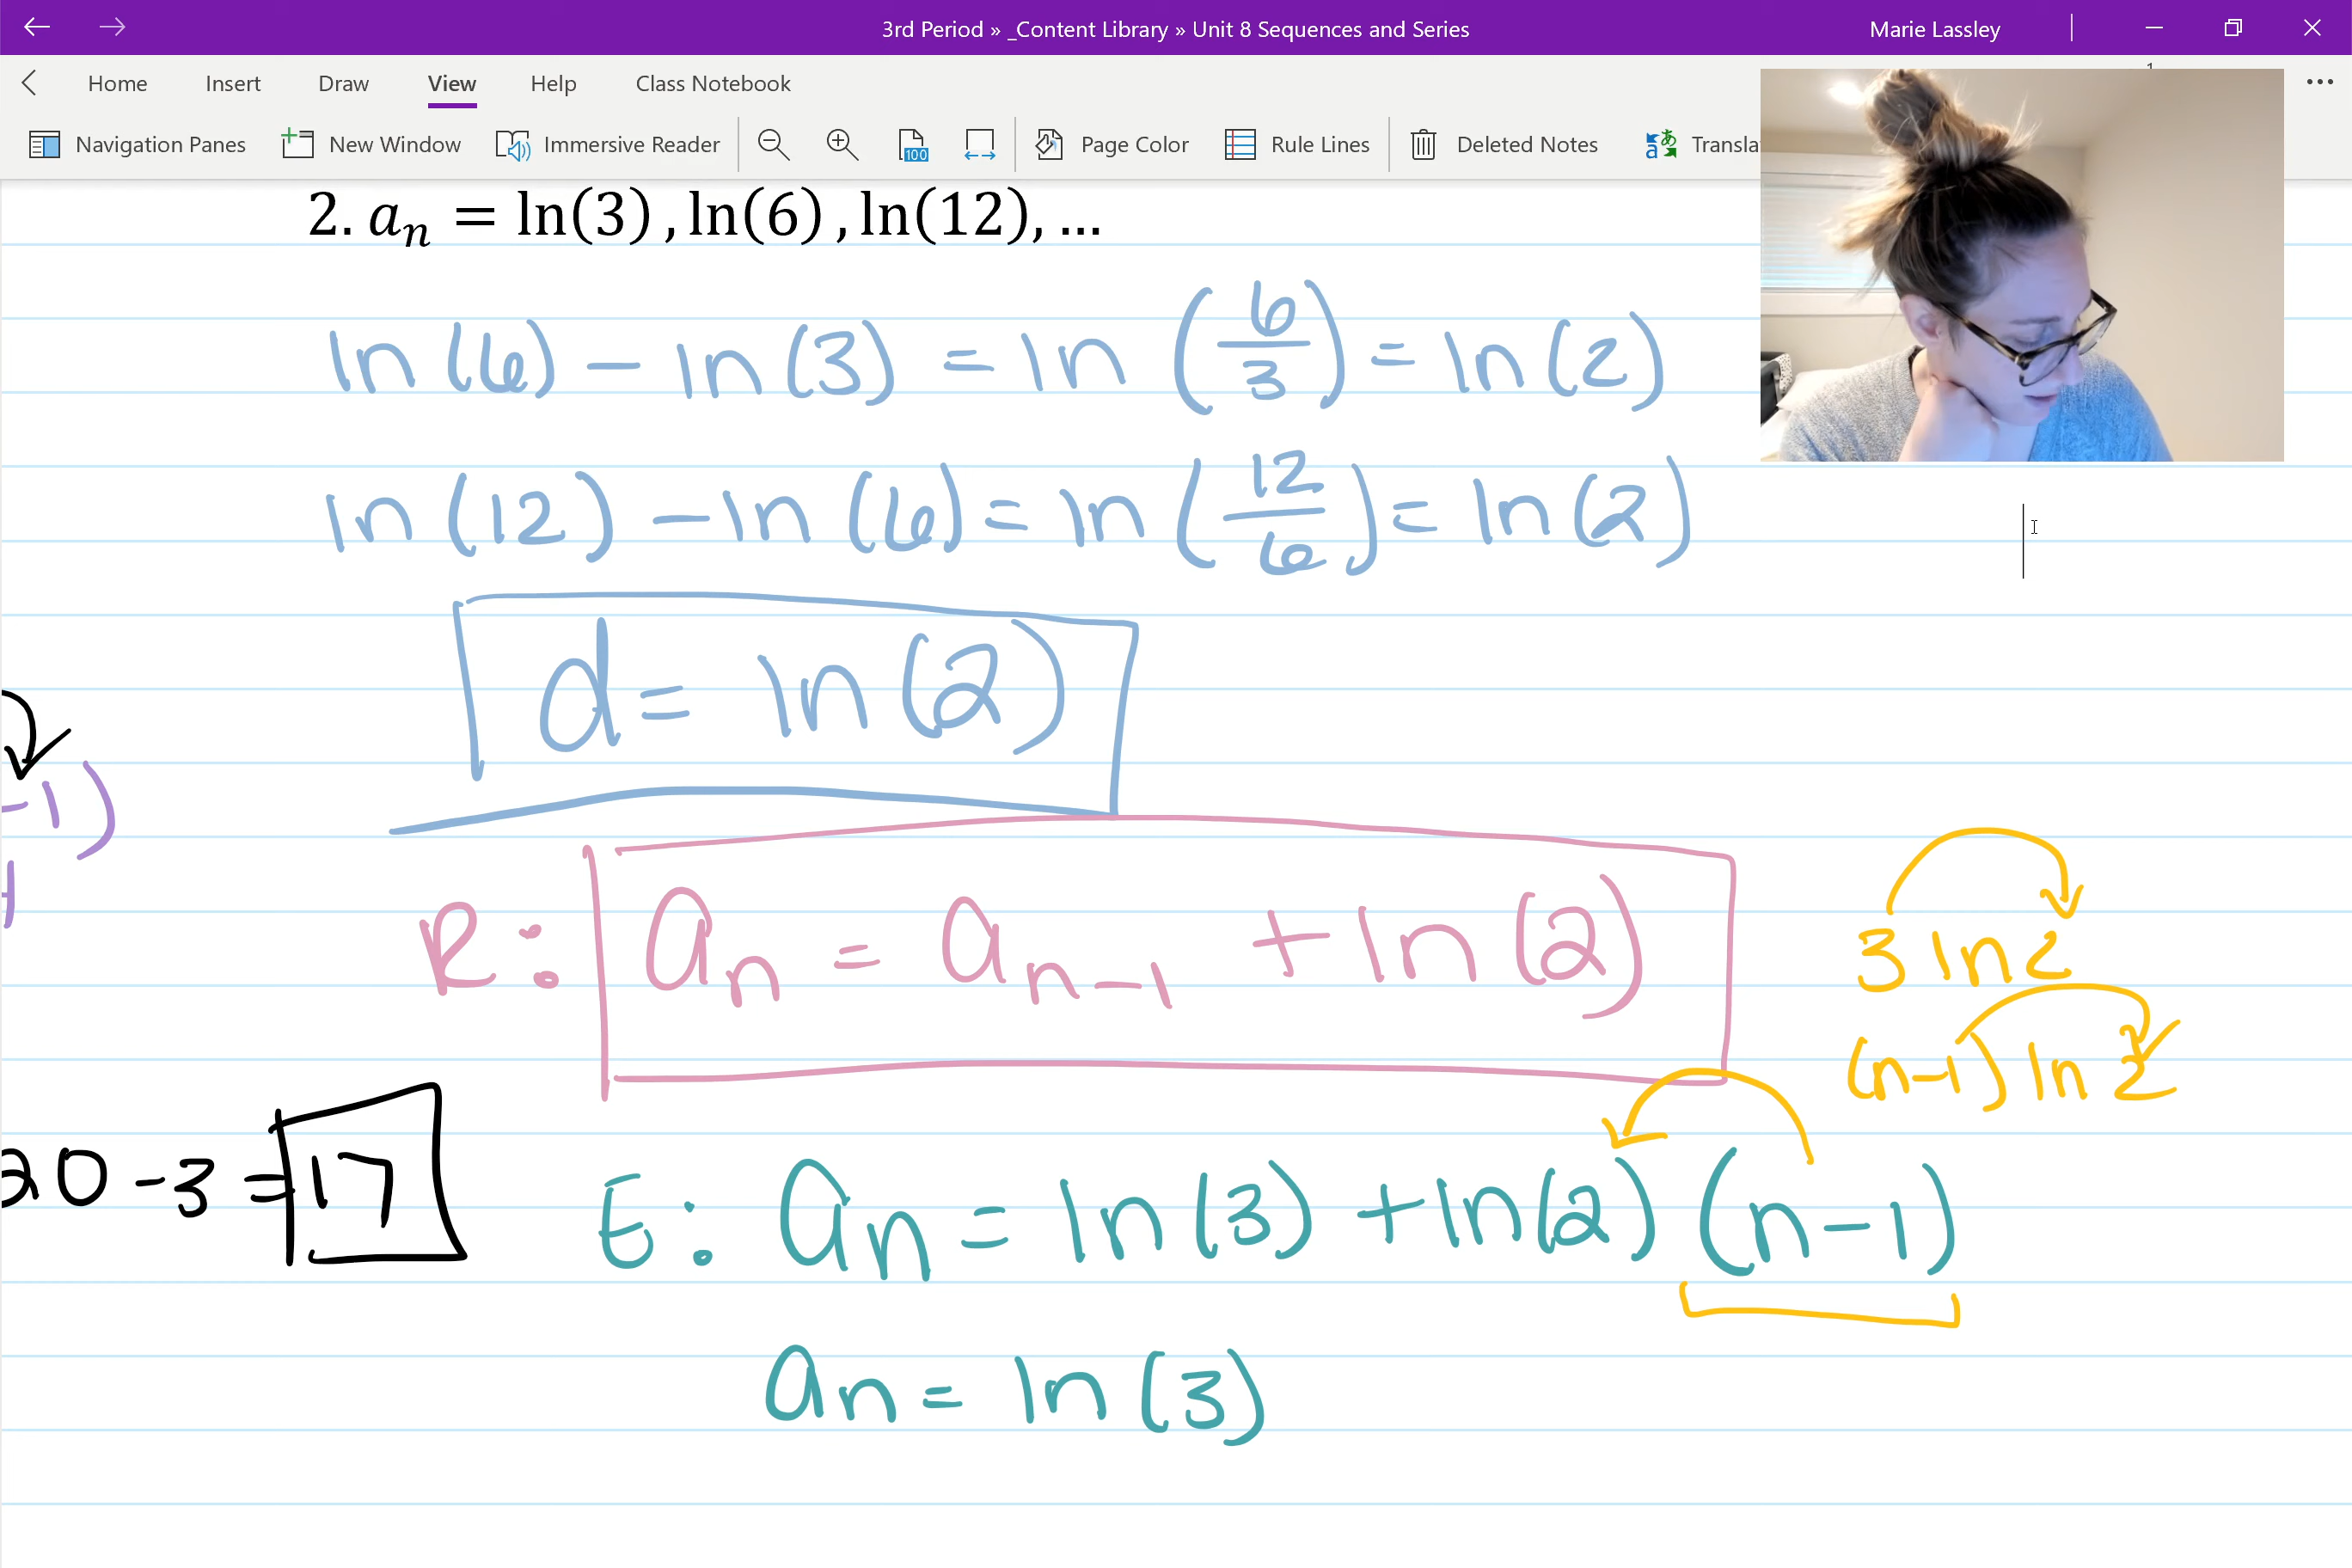 3rd Period » _Content Library » Unit 8 Sequences and Series Marie Lassley
Home Insert Draw View Help Class Notebook
Navigation Panes New Window Immersive Reader 100 Page Color Rule Lines Deleted Notes Transla
2. aₙ = ln(3), ln(6), ln(12), ...
ln(6) - ln(3) = ln(6/3) = ln(2)
ln(12) - ln(6) = ln(12/6) = ln(2)
d = ln(2)
-1)
R: aₙ = aₙ₋₁ + ln(2)
3 ln 2
(n-1) ln 2
20 - 3 = 17
E: aₙ = ln(3) + ln(2)(n-1)
aₙ = ln(3)